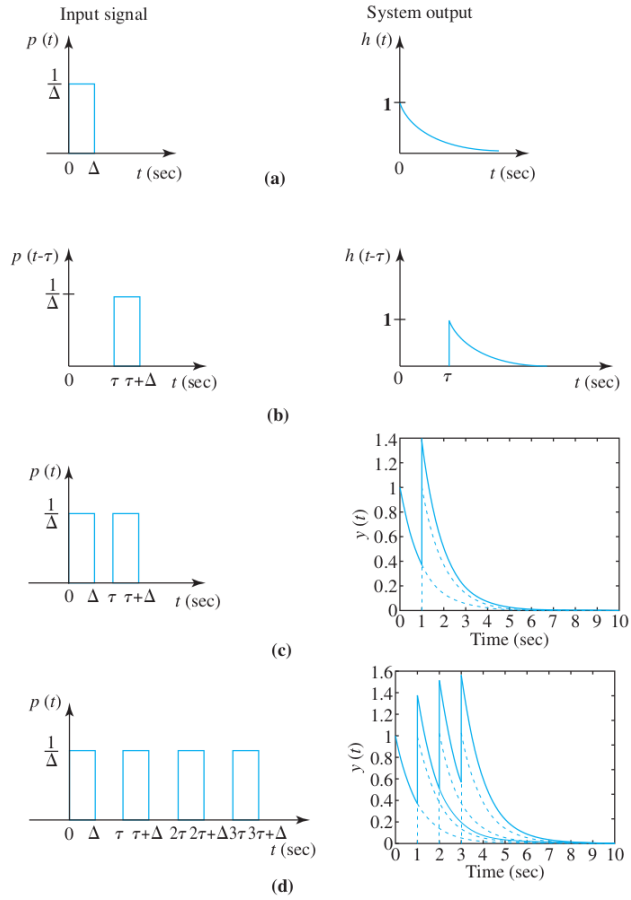 Input signal
System output
p (t)
1/Δ
0 Δ t (sec)
h (t)
1
0 t (sec)
(a)
p (t-τ)
1/Δ
0 τ τ+Δ t (sec)
h (t-τ)
1
0 τ t (sec)
(b)
p (t)
1/Δ
0 Δ τ τ+Δ t (sec)
1.4
1.2
1
0.8
0.6
0.4
0.2
0
y (t)
0 1 2 3 4 5 6 7 8 9 10
Time (sec)
(c)
p (t)
1/Δ
0 Δ τ τ+Δ 2τ 2τ+Δ 3τ 3τ+Δ
t (sec)
1.6
1.4
1.2
1
0.8
0.6
0.4
0.2
0
y (t)
0 1 2 3 4 5 6 7 8 9 10
Time (sec)
(d)